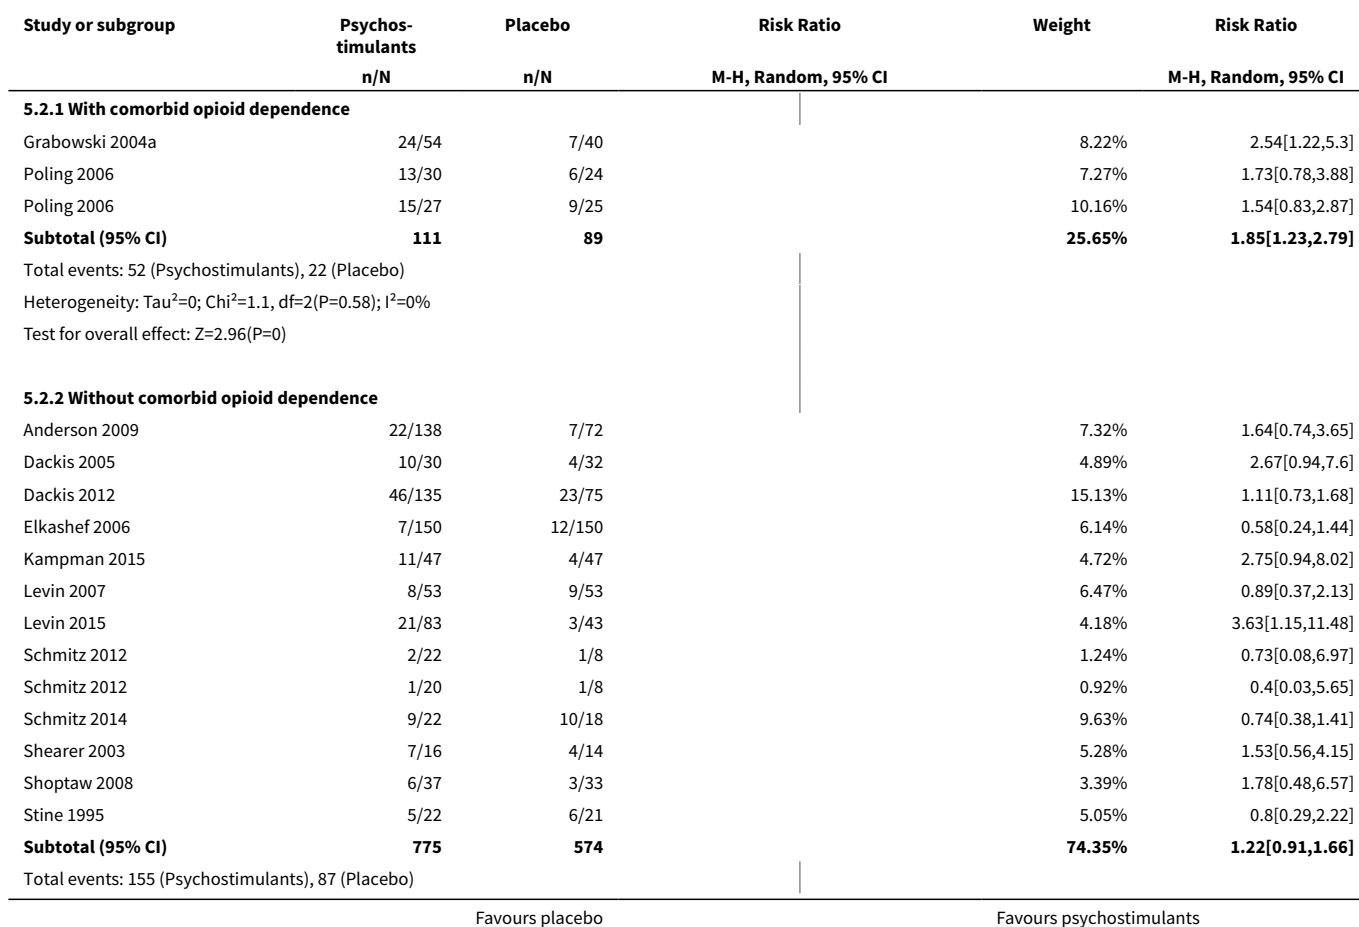 Study or subgroup Psychos- Placebo Risk Ratio Weight Risk Ratio
timulants
n/N n/N M-H, Random, 95% CI M-H, Random, 95% CI
5.2.1 With comorbid opioid dependence
Grabowski 2004a 24/54 7/40 8.22% 2.54[1.22,5.3]
Poling 2006 13/30 6/24 7.27% 1.73[0.78,3.88]
Poling 2006 15/27 9/25 10.16% 1.54[0.83,2.87]
Subtotal (95% CI) 111 89 25.65% 1.85[1.23,2.79]
Total events: 52 (Psychostimulants), 22 (Placebo)
Heterogeneity: Tau²=0; Chi²=1.1, df=2(P=0.58); I²=0%
Test for overall effect: Z=2.96(P=0)
5.2.2 Without comorbid opioid dependence
Anderson 2009 22/138 7/72 7.32% 1.64[0.74,3.65]
Dackis 2005 10/30 4/32 4.89% 2.67[0.94,7.6]
Dackis 2012 46/135 23/75 15.13% 1.11[0.73,1.68]
Elkashef 2006 7/150 12/150 6.14% 0.58[0.24,1.44]
Kampman 2015 11/47 4/47 4.72% 2.75[0.94,8.02]
Levin 2007 8/53 9/53 6.47% 0.89[0.37,2.13]
Levin 2015 21/83 3/43 4.18% 3.63[1.15,11.48]
Schmitz 2012 2/22 1/8 1.24% 0.73[0.08,6.97]
Schmitz 2012 1/20 1/8 0.92% 0.4[0.03,5.65]
Schmitz 2014 9/22 10/18 9.63% 0.74[0.38,1.41]
Shearer 2003 7/16 4/14 5.28% 1.53[0.56,4.15]
Shoptaw 2008 6/37 3/33 3.39% 1.78[0.48,6.57]
Stine 1995 5/22 6/21 5.05% 0.8[0.29,2.22]
Subtotal (95% CI) 775 574 74.35% 1.22[0.91,1.66]
Total events: 155 (Psychostimulants), 87 (Placebo)
Favours placebo Favours psychostimulants